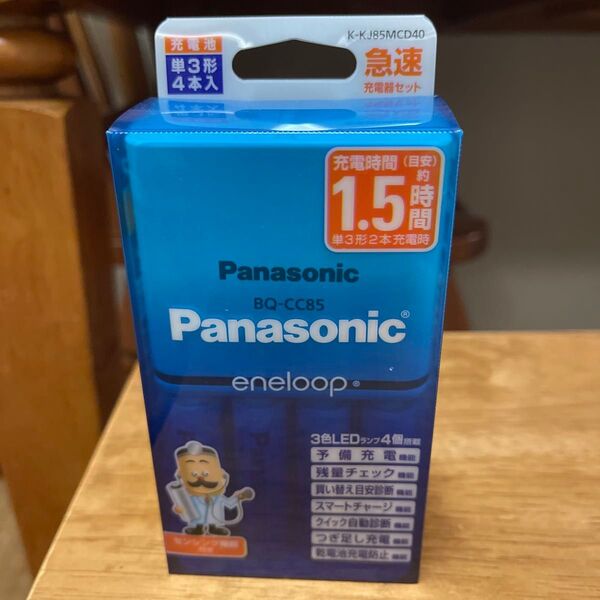 充電池
単3形
4本入
K-KJ85MCD40
急速
充電器セット
充電時間(目安)
約
1.5時間
単3形2本充電時
Panasonic
BQ-CC85
Panasonic®
eneloop®
3色LEDランプ4個搭載
予備充電機能
残量チェック機能
買い替え目安診断機能
スマートチャージ機能
クイック自動診断機能
つぎ足し充電機能
乾電池充電防止機能